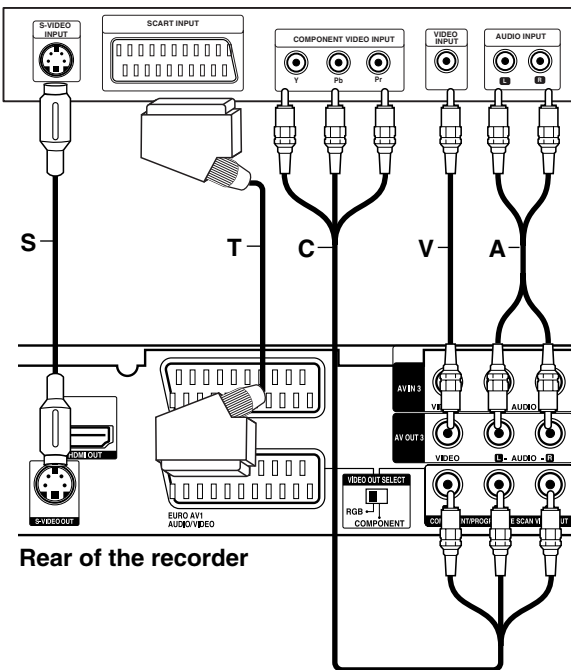 S-VIDEO
INPUT
SCART INPUT
COMPONENT VIDEO INPUT
Y Pb Pr
VIDEO
INPUT
AUDIO INPUT
L R
S
T
C
V
A
AV IN 3
AUDIO
AV OUT 3
VIDEO L - AUDIO - R
HDMI OUT
S-VIDEO OUT
EURO AV1
AUDIO/VIDEO
VIDEO OUT SELECT
RGB
COMPONENT
SCAN
Rear of the recorder